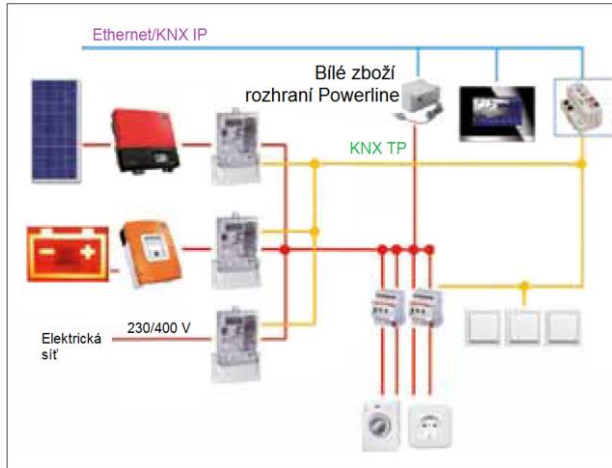 Ethernet/KNX IP
Bílé zboží
rozhraní Powerline
KNX TP
230/400 V
Elektrická
síť